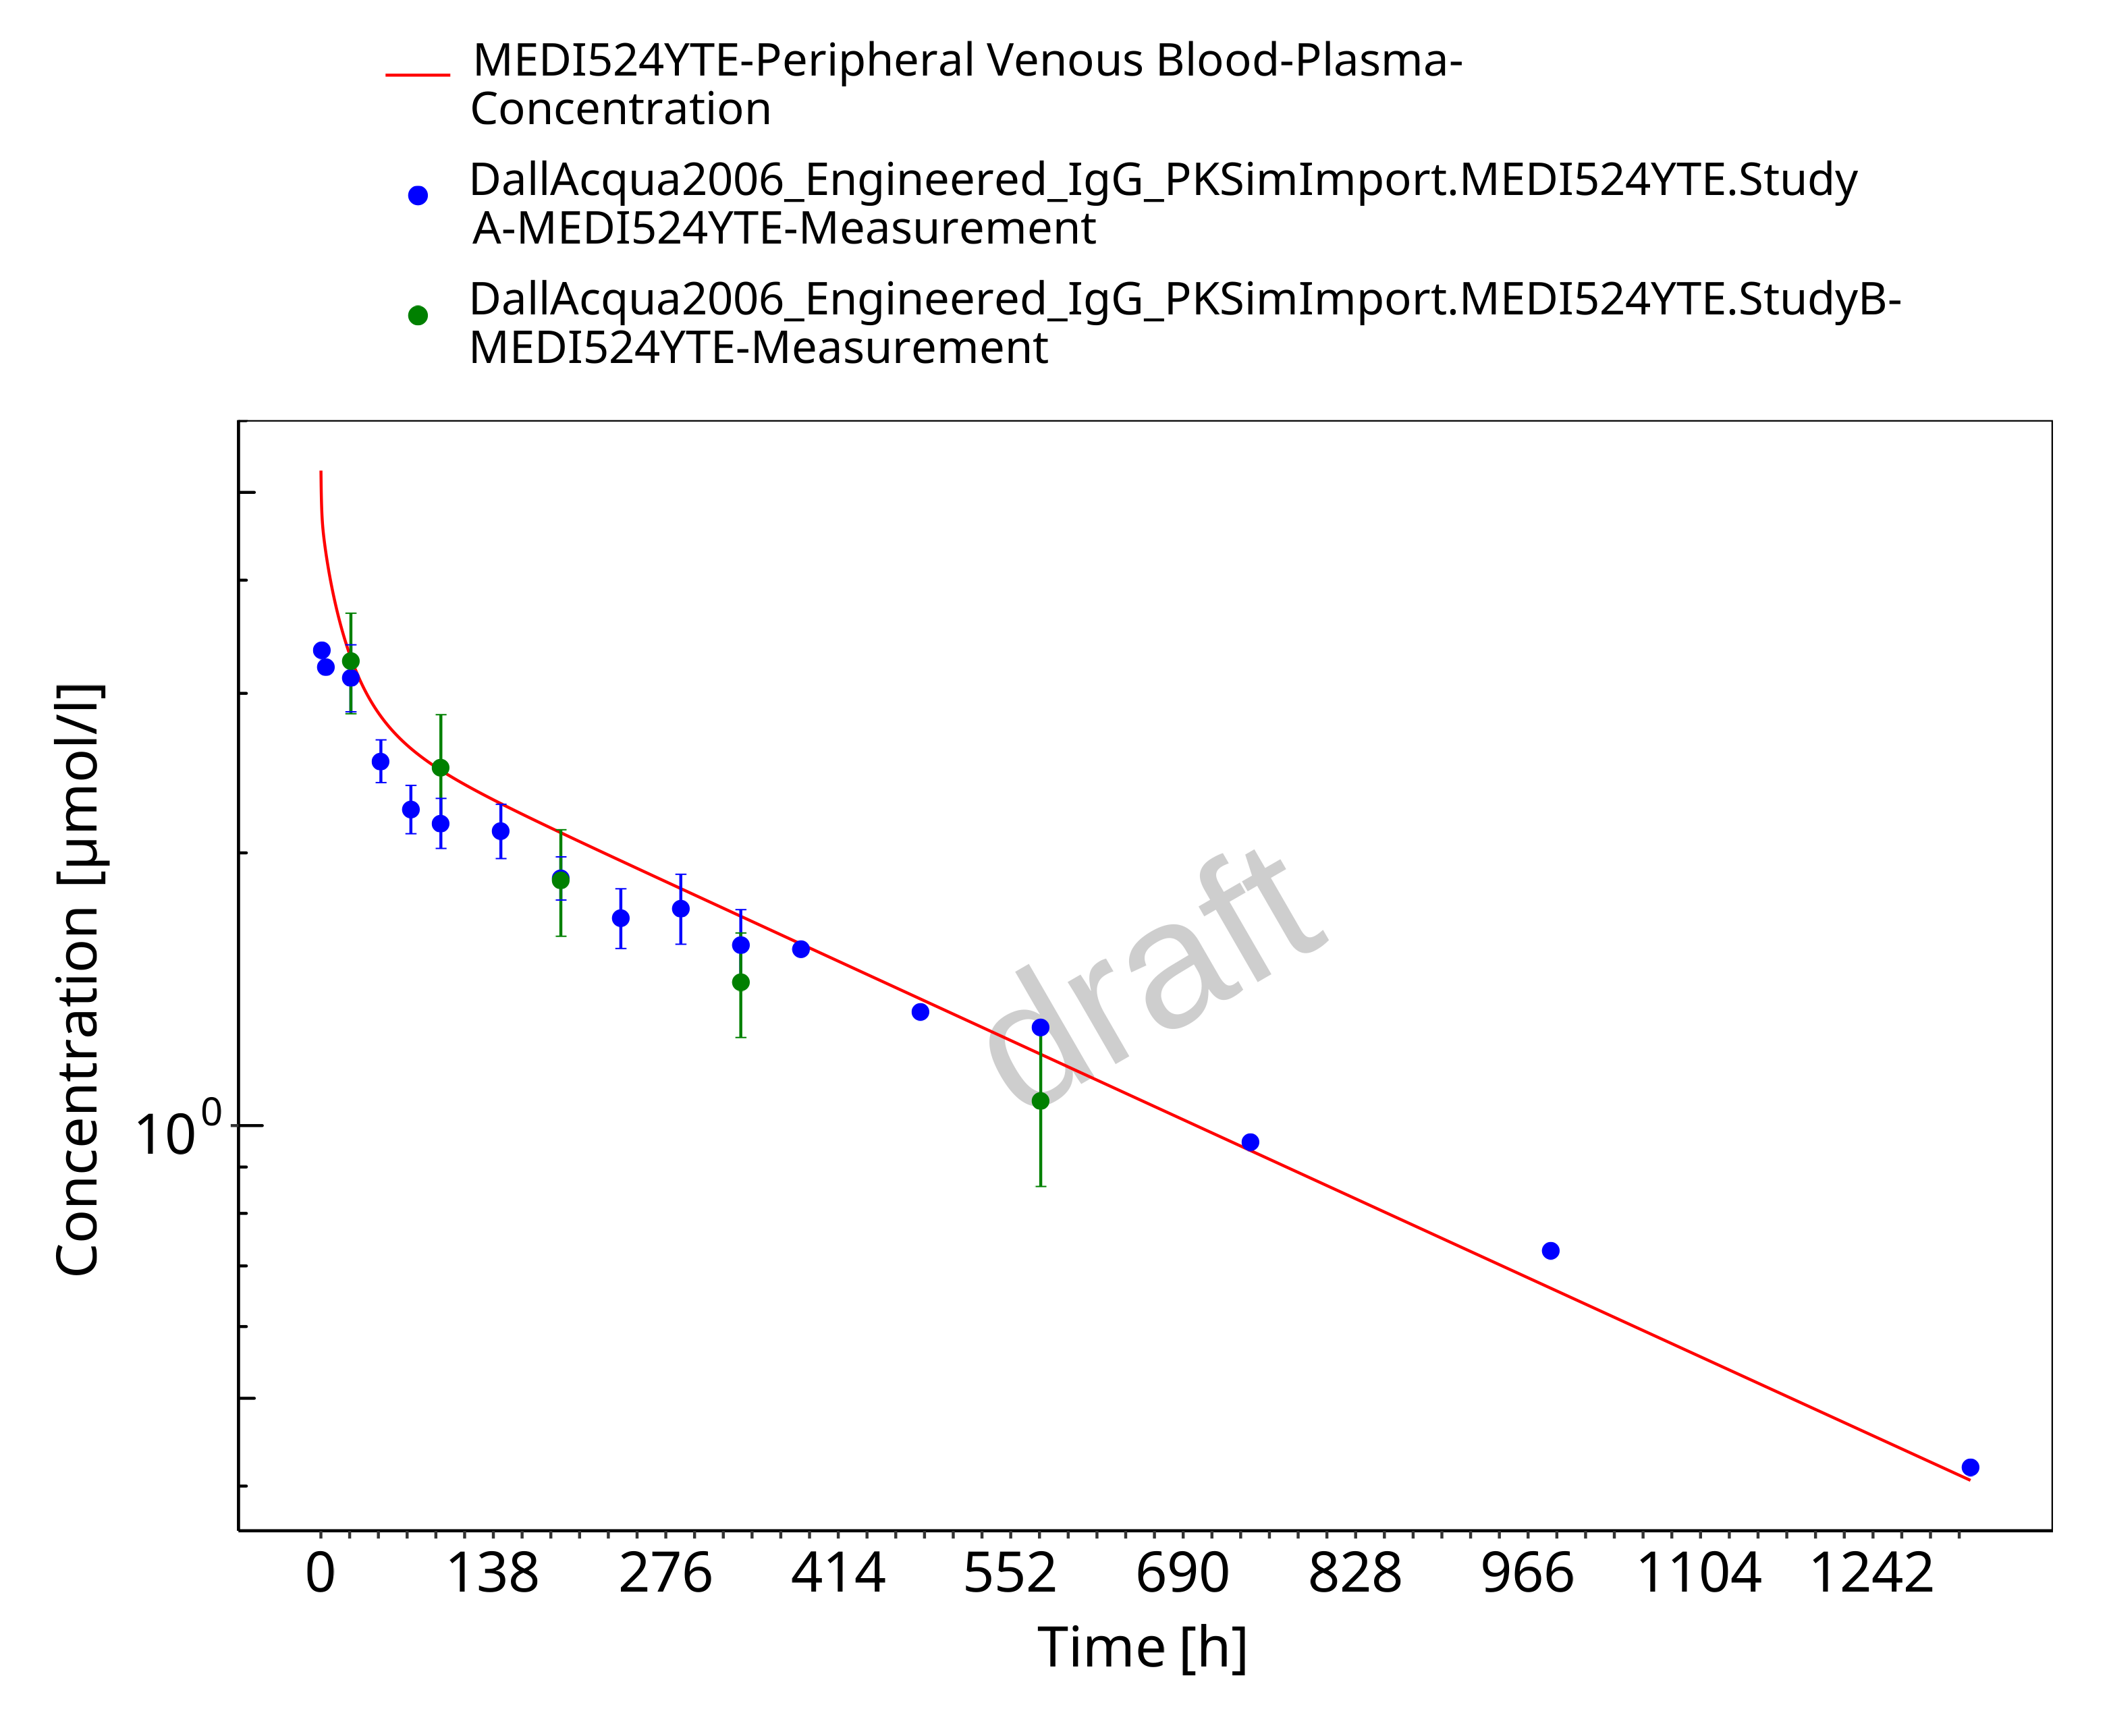 MEDI524YTE-Peripheral Venous Blood-Plasma-
Concentration
DallAcqua2006_Engineered_IgG_PKSimImport.MEDI524YTE.Study
A-MEDI524YTE-Measurement
DallAcqua2006_Engineered_IgG_PKSimImport.MEDI524YTE.StudyB-
MEDI524YTE-Measurement
Concentration [µmol/l]
10⁰
draft
0 138 276 414 552 690 828 966 1104 1242
Time [h]